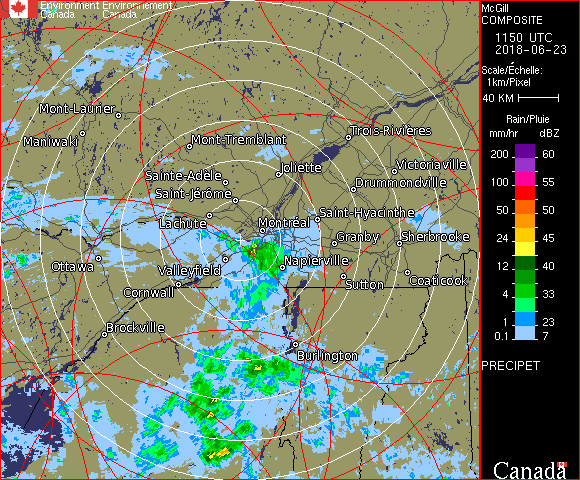 Environment Environnement
Canada Canada
McGill
COMPOSITE
1150 UTC
2018-06-23
Scale/Échelle:
1km/Pixel
40 KM
Rain/Pluie
mm/hr dBZ
200 60
150 57
100 55
50 50
24 45
12 40
4 33
1 23
0.1 7
PRECIPET
Canada
Mont-Laurier
Maniwaki
Mont-Tremblant
Trois-Rivières
Sainte-Adèle
Joliette
Victoriaville
Saint-Jérôme
Drummondville
Lachute
Montréal
Saint-Hyacinthe
Granby
Sherbrooke
Ottawa
Valleyfield
Napierville
Cornwall
Sutton
Coaticook
Brockville
Burlington